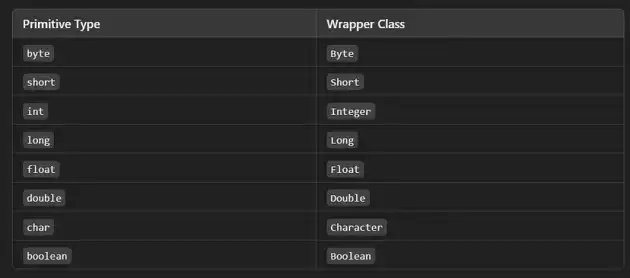 Primitive Type Wrapper Class
byte Byte
short Short
int Integer
long Long
float Float
double Double
char Character
boolean Boolean